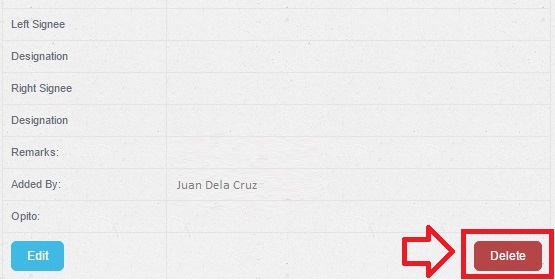 Left Signee
Designation
Right Signee
Designation
Remarks:
Added By: Juan Dela Cruz
Opito:
Edit Delete